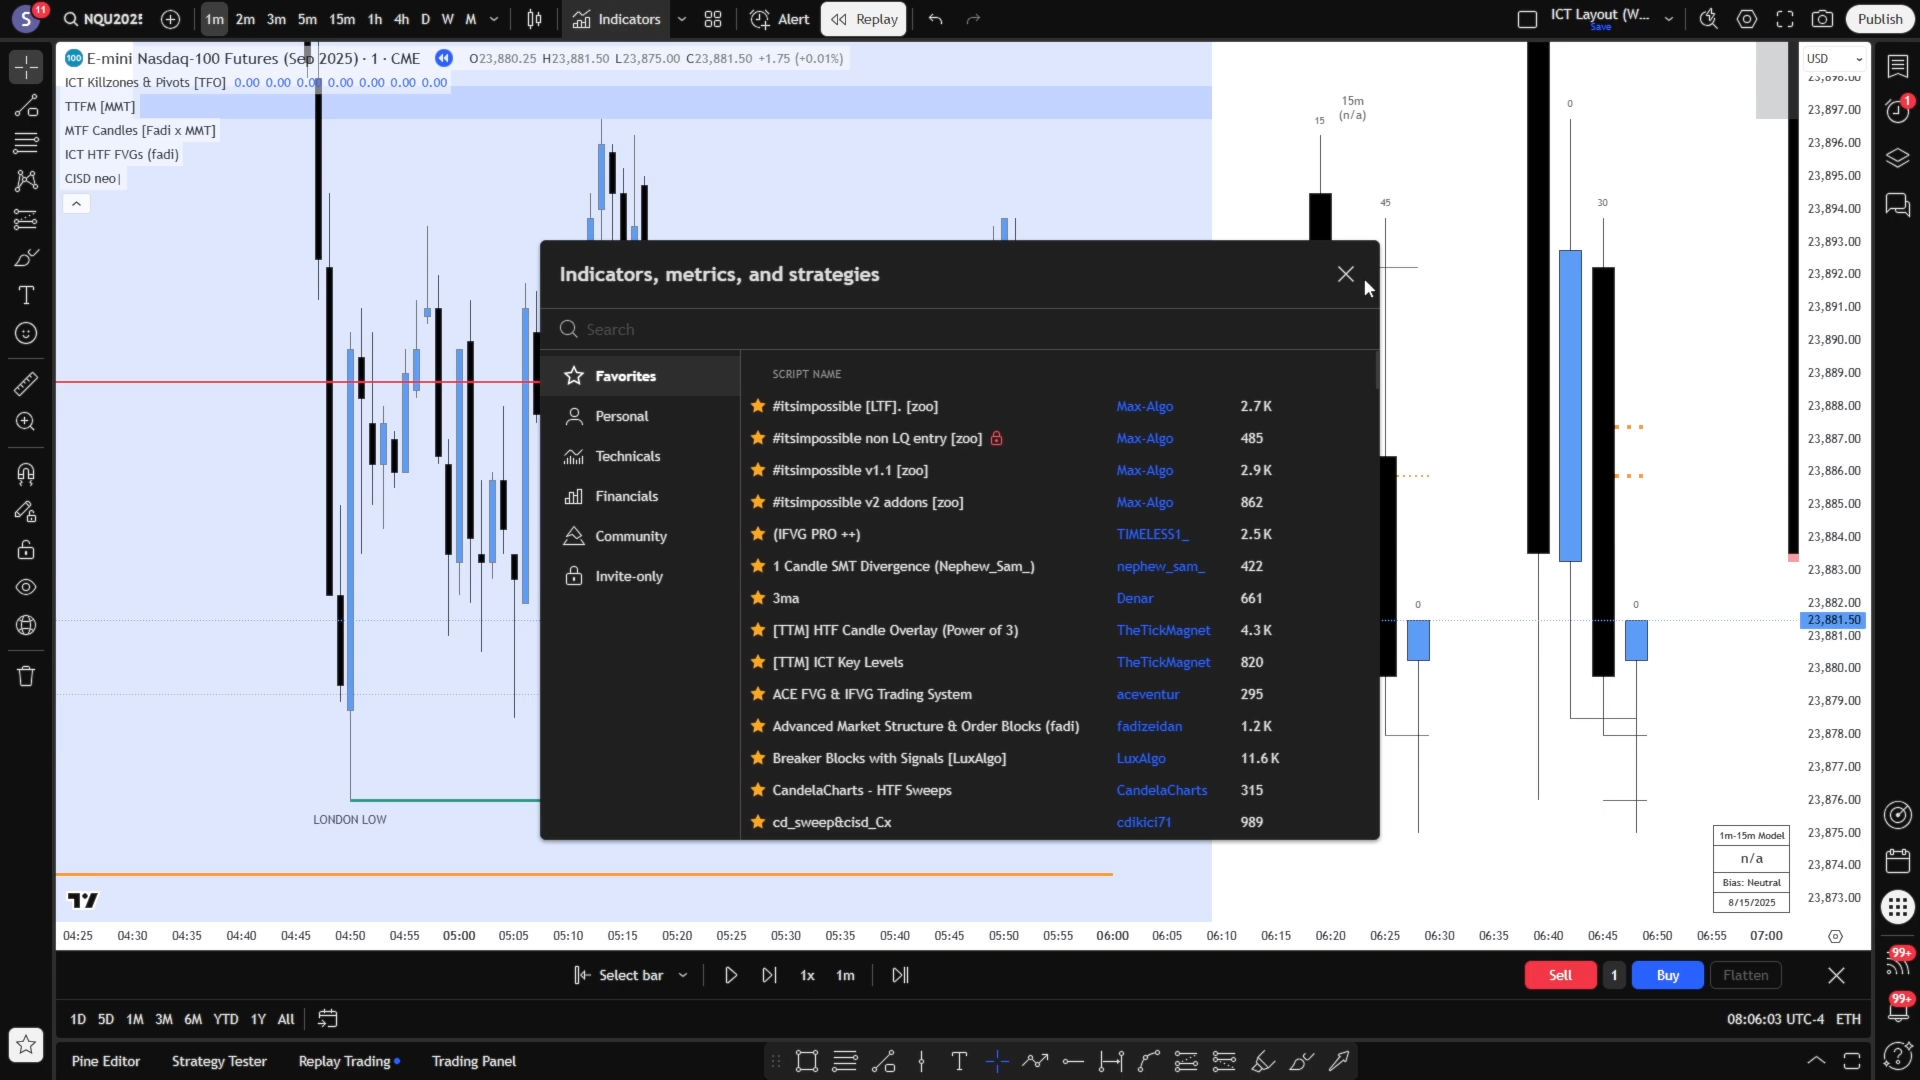 S 11 NQU202! 1m 2m 3m 5m 15m 1h 4h D W M Indicators Alert Replay ICT Layout (W... Save Publish
100 E-mini Nasdaq-100 Futures (Sep 2025) · 1 · CME O23,880.25 H23,881.50 L23,875.00 C23,881.50 +1.75 (+0.01%) USD
ICT Killzones & Pivots [TFO] 0.00 0.00 0.00 0.00 0.00 0.00 0.00
TTFM [MMT]
MTF Candles [Fadi x MMT]
ICT HTF FVGs (fadi)
CISD neo|
15m
(n/a)
15
45
0
30
0
0
Indicators, metrics, and strategies
Search
Favorites
Personal
Technicals
Financials
Community
Invite-only
SCRIPT NAME
#itsimpossible [LTF]. [zoo] Max-Algo 2.7 K
#itsimpossible non LQ entry [zoo] Max-Algo 485
#itsimpossible v1.1 [zoo] Max-Algo 2.9 K
#itsimpossible v2 addons [zoo] Max-Algo 862
(IFVG PRO ++) TIMELESS1_ 2.5 K
1 Candle SMT Divergence (Nephew_Sam_) nephew_sam_ 422
3ma Denar 661
[TTM] HTF Candle Overlay (Power of 3) TheTickMagnet 4.3 K
[TTM] ICT Key Levels TheTickMagnet 820
ACE FVG & IFVG Trading System aceventur 295
Advanced Market Structure & Order Blocks (fadi) fadizeidan 1.2 K
Breaker Blocks with Signals [LuxAlgo] LuxAlgo 11.6 K
CandelaCharts - HTF Sweeps CandelaCharts 315
cd_sweep&cisd_Cx cdikici71 989
LONDON LOW
23,898.00
23,897.00
23,896.00
23,895.00
23,894.00
23,893.00
23,892.00
23,891.00
23,890.00
23,889.00
23,888.00
23,887.00
23,886.00
23,885.00
23,884.00
23,883.00
23,882.00
23,881.50
23,881.00
23,880.00
23,879.00
23,878.00
23,877.00
23,876.00
23,875.00
23,874.00
23,873.00
1m-15m Model
n/a
Bias: Neutral
8/15/2025
1
99+
99+
04:25 04:30 04:35 04:40 04:45 04:50 04:55 05:00 05:05 05:10 05:15 05:20 05:25 05:30 05:35 05:40 05:45 05:50 05:55 06:00 06:05 06:10 06:15 06:20 06:25 06:30 06:35 06:40 06:45 06:50 06:55 07:00
Select bar 1x 1m Sell 1 Buy Flatten
1D 5D 1M 3M 6M YTD 1Y All 08:06:03 UTC-4 ETH
Pine Editor Strategy Tester Replay Trading Trading Panel